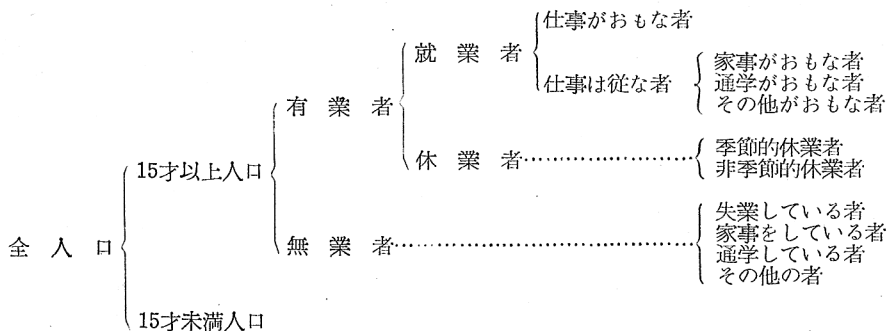 仕事がおもな者
就業者
仕事は従な者
家事がおもな者
通学がおもな者
その他がおもな者
有業者
休業者
季節的休業者
非季節的休業者
15才以上人口
全人口
無業者
失業している者
家事をしている者
通学している者
その他の者
15才未満人口